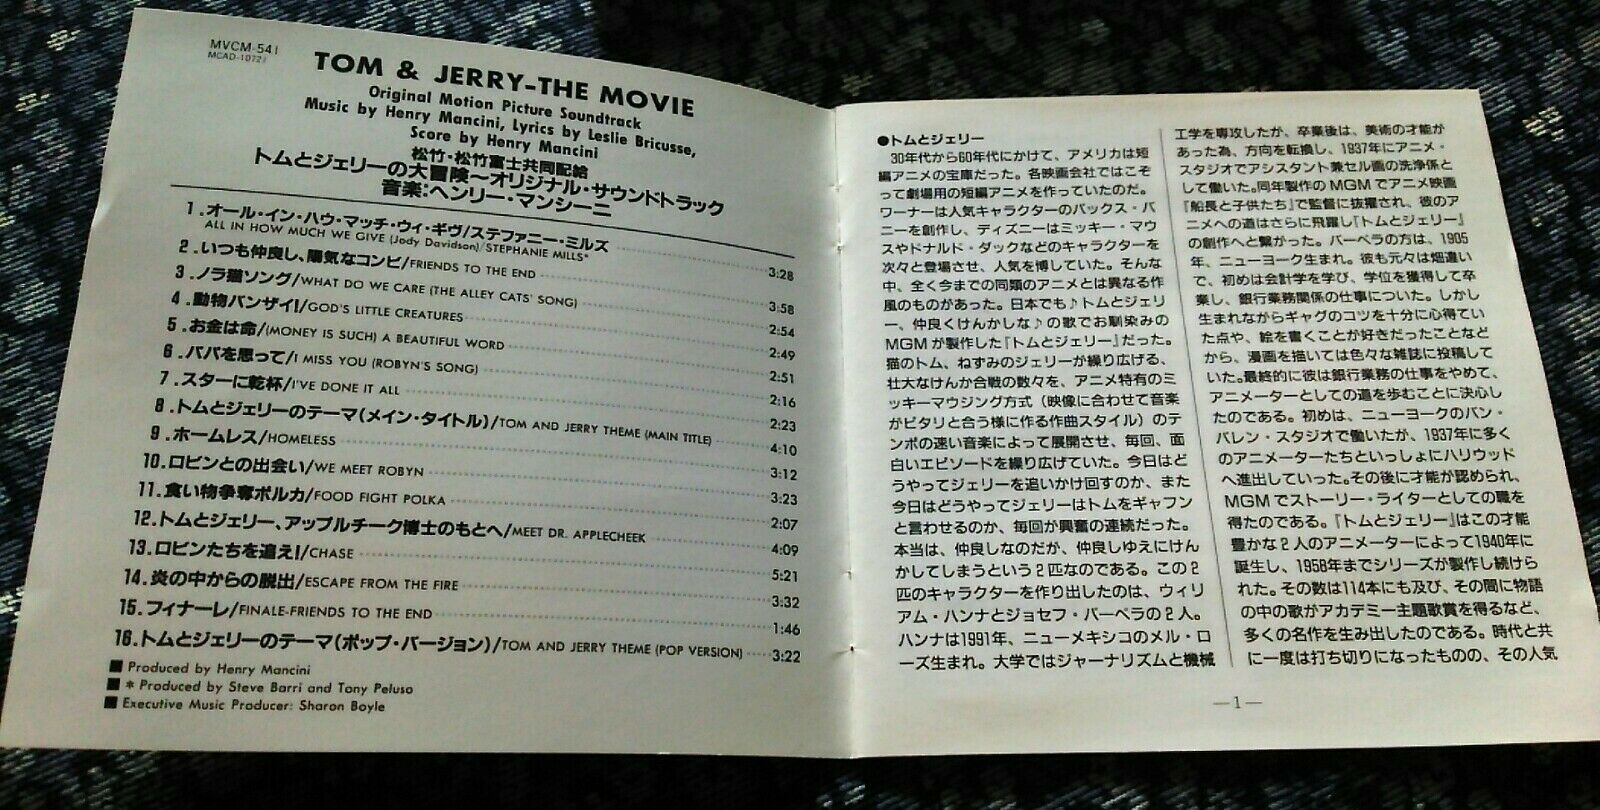 MVCM-541
MCAD-10721
TOM & JERRY-THE MOVIE
Original Motion Picture Soundtrack
Music by Henry Mancini, Lyrics by Leslie Bricusse,
Score by Henry Mancini
松竹・松竹富士共同配給
トムとジェリーの大冒険〜オリジナル・サウンドトラック
音楽：ヘンリー・マンシーニ
1.オール・イン・ハウ・マッチ・ウィ・ギヴ/ステファニー・ミルズ
ALL IN HOW MUCH WE GIVE (Jody Davidson)/STEPHANIE MILLS* 3:28
2.いつも仲良し、陽気なコンビ/FRIENDS TO THE END 3:58
3.ノラ猫ソング/WHAT DO WE CARE (THE ALLEY CATS' SONG) 2:54
4.動物バンザイ!/GOD'S LITTLE CREATURES 2:49
5.お金は命/(MONEY IS SUCH) A BEAUTIFUL WORD 2:51
6.パパを思って/I MISS YOU (ROBYN'S SONG) 2:16
7.スターに乾杯/I'VE DONE IT ALL 2:23
8.トムとジェリーのテーマ(メイン・タイトル)/TOM AND JERRY THEME (MAIN TITLE) 4:10
9.ホームレス/HOMELESS 3:12
10.ロビンとの出会い/WE MEET ROBYN 3:23
11.食い物争奪ポルカ/FOOD FIGHT POLKA 2:07
12.トムとジェリー、アップルチーク博士のもとへ/MEET DR. APPLECHEEK 4:09
13.ロビンたちを追え!/CHASE 5:21
14.炎の中からの脱出/ESCAPE FROM THE FIRE 3:32
15.フィナーレ/FINALE-FRIENDS TO THE END 1:46
16.トムとジェリーのテーマ(ポップ・バージョン)/TOM AND JERRY THEME (POP VERSION) 3:22
■ Produced by Henry Mancini
■ * Produced by Steve Barri and Tony Peluso
■ Executive Music Producer: Sharon Boyle
●トムとジェリー
30年代から60年代にかけて、アメリカは短
編アニメの宝庫だった。各映画会社ではこぞ
って劇場用の短編アニメを作っていたのだ。
ワーナーは人気キャラクターのバックス・バ
ニーを創作し、ディズニーはミッキー・マウ
スやドナルド・ダックなどのキャラクターを
次々と登場させ、人気を博していた。そんな
中、全く今までの同類のアニメとは異なる作
風のものがあった。日本でも♪トムとジェリ
ー、仲良くけんかしな♪の歌でお馴染みの
MGMが製作した『トムとジェリー』だった。
猫のトム、ねずみのジェリーが繰り広げる、
壮大なけんか合戦の数々を、アニメ特有のミ
ッキーマウジング方式（映像に合わせて音楽
がピタリと合う様に作る作曲スタイル）のテ
ンポの速い音楽によって展開させ、毎回、面
白いエピソードを繰り広げていた。今日はど
うやってジェリーを追いかけ回すのか、また
今日はどうやってジェリーはトムをギャフン
と言わせるのか、毎回が興奮の連続だった。
本当は、仲良しなのだが、仲良しゆえにけん
かしてしまうという2匹なのである。この2
匹のキャラクターを作り出したのは、ウィリ
アム・ハンナとジョセフ・バーベラの2人。
ハンナは1991年、ニューメキシコのメル・ロ
ーズ生まれ。大学ではジャーナリズムと機械
工学を専攻したか、卒業後は、美術の才能が
あった為、方向を転換し、1937年にアニメ・
スタジオでアシスタント兼セル画の洗浄係と
して働いた。同年製作のMGMでアニメ映画
『船長と子供たち』で監督に抜擢され、彼のア
ニメへの道はさらに飛躍し『トムとジェリー』
の創作へと繋がった。バーベラの方は、1905
年、ニューヨーク生まれ。彼も元々は畑違い
で、初めは会計学を学び、学位を獲得して卒
業し、銀行業務関係の仕事についた。しかし
生まれながらギャグのコツを十分に心得てい
た点や、絵を書くことが好きだったことなど
から、漫画を描いては色々な雑誌に投稿して
いた。最終的に彼は銀行業務の仕事をやめて、
アニメーターとしての道を歩むことに決心し
たのである。初めは、ニューヨークのバン・
バレン・スタジオで働いたが、1937年に多く
のアニメーターたちといっしょにハリウッド
へ進出していった。その後に才能が認められ、
MGMでストーリー・ライターとしての職を
得たのである。『トムとジェリー』はこの才能
豊かな2人のアニメーターによって1940年に
誕生し、1958年までシリーズが製作し続けら
れた。その数は114本にも及び、その間に物語
の中の歌がアカデミー主題歌賞を得るなど、
多くの名作を生み出したのである。時代と共
に一度は打ち切りになったものの、その人気
—1—